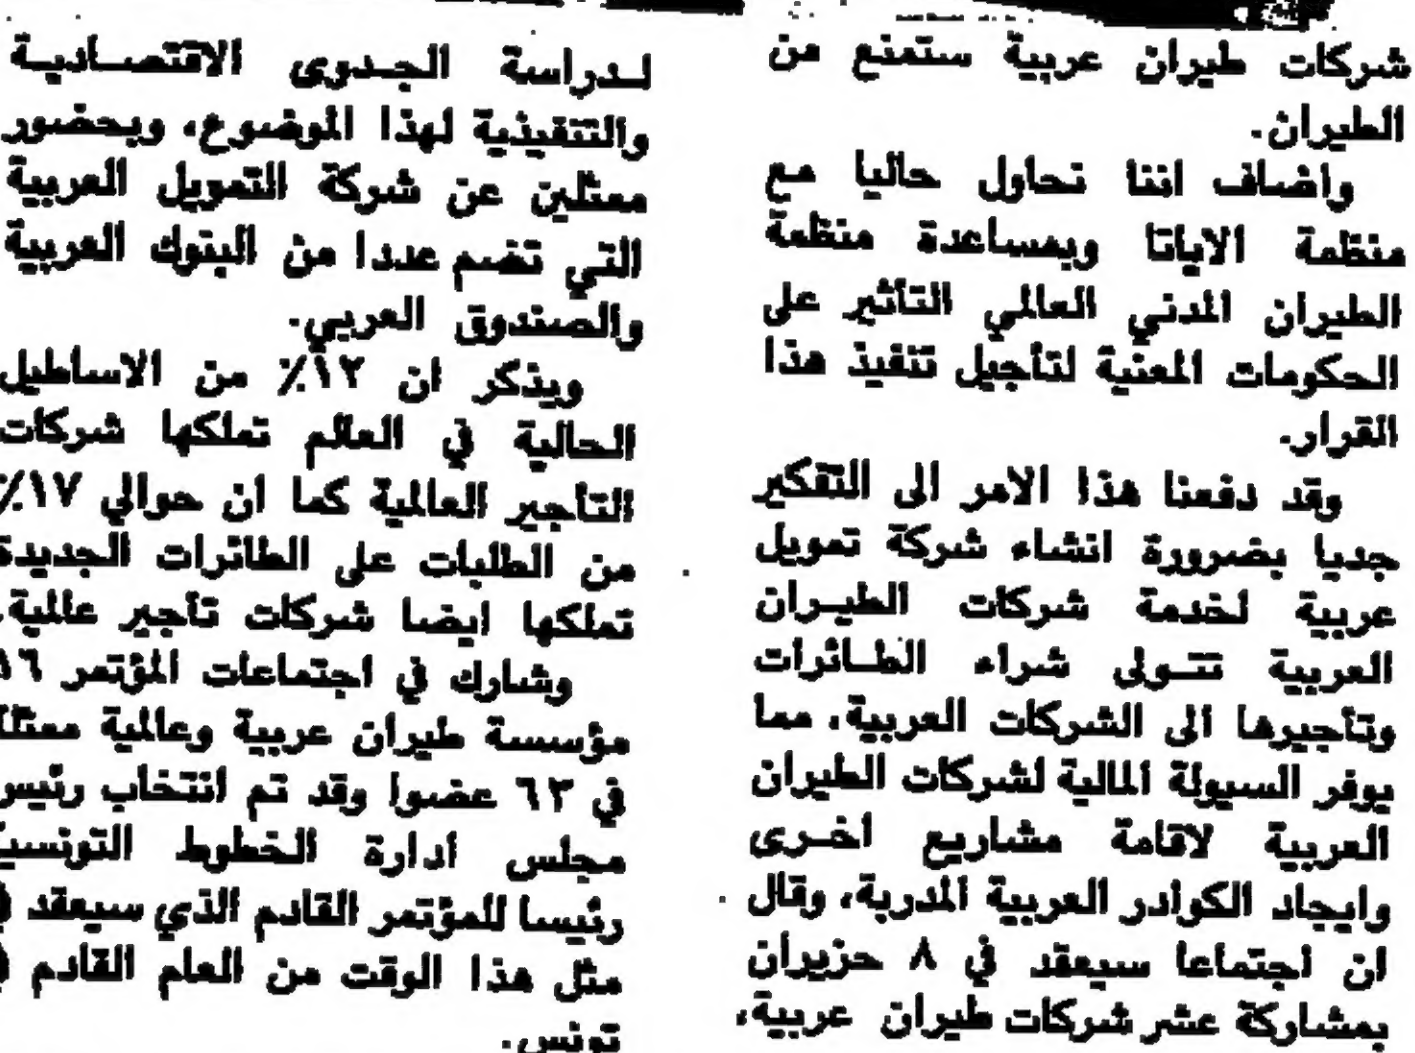 شركات طيران عربية ستمنع من
الطيران.
واضاف اننا نحاول حاليا مع
منظمة الاياتا وبمساعدة منظمة
الطيران المدني العالمي التأثير على
الحكومات المعنية لتأجيل تنفيذ هذا
القرار.
وقد دفعنا هذا الامر الى التفكير
جديا بضرورة انشاء شركة تمويل
عربية لخدمة شركات الطيران
العربية تتولى شراء الطائرات
وتأجيرها الى الشركات العربية، مما
يوفر السيولة المالية لشركات الطيران
العربية لاقامة مشاريع اخرى
وايجاد الكوادر العربية المدربة، وقال
ان اجتماعا سيعقد في ٨ حزيران
بمشاركة عشر شركات طيران عربية،
لدراسة الجدوى الاقتصادية
والتنفيذية لهذا الموضوع، وبحضور
ممثلين عن شركة التمويل العربية
التي تضم عددا من البنوك العربية
والصندوق العربي.
ويذكر ان ١٢٪ من الاساطيل
الحالية في العالم تملكها شركات
التأجير العالمية كما ان حوالي ١٧٪
من الطلبات على الطائرات الجديدة
تملكها ايضا شركات تأجير عالمية.
وشارك في اجتماعات المؤتمر ١٦
مؤسسة طيران عربية وعالمية ممثلة
في ٦٢ عضوا وقد تم انتخاب رئيس
مجلس ادارة الخطوط التونسية
رئيسا للمؤتمر القادم الذي سيعقد
مثل هذا الوقت من العام القادم
تونس.